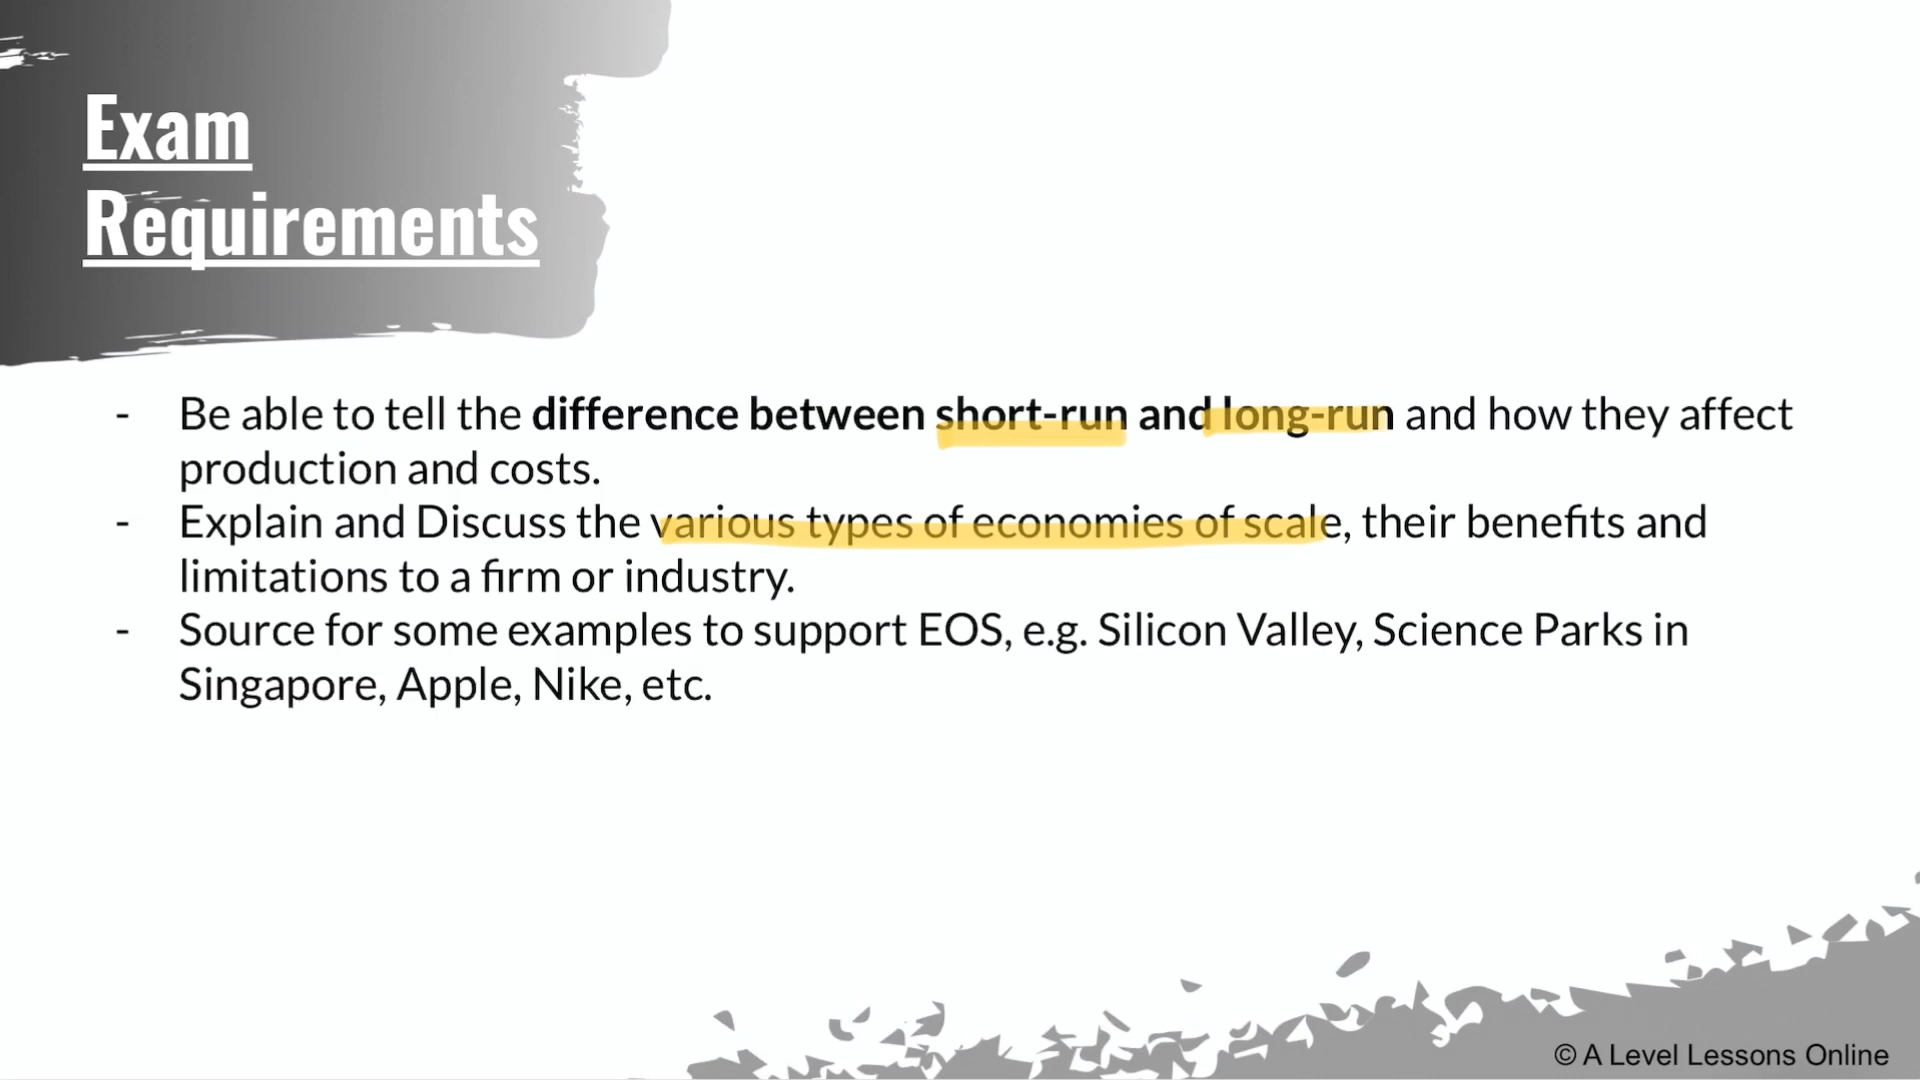 Exam
Requirements
- Be able to tell the difference between short-run and long-run and how they affect
production and costs.
- Explain and Discuss the various types of economies of scale, their benefits and
limitations to a firm or industry.
- Source for some examples to support EOS, e.g. Silicon Valley, Science Parks in
Singapore, Apple, Nike, etc.
© A Level Lessons Online